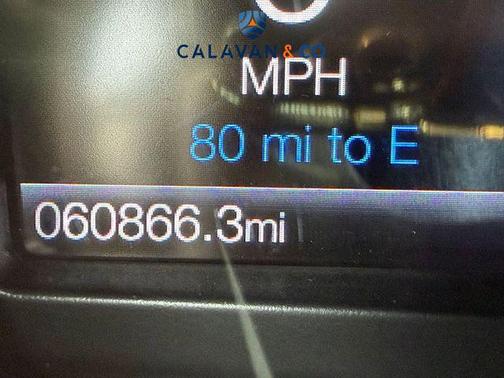 CALAVAN & CO
MPH
80 mi to E
060866.3mi